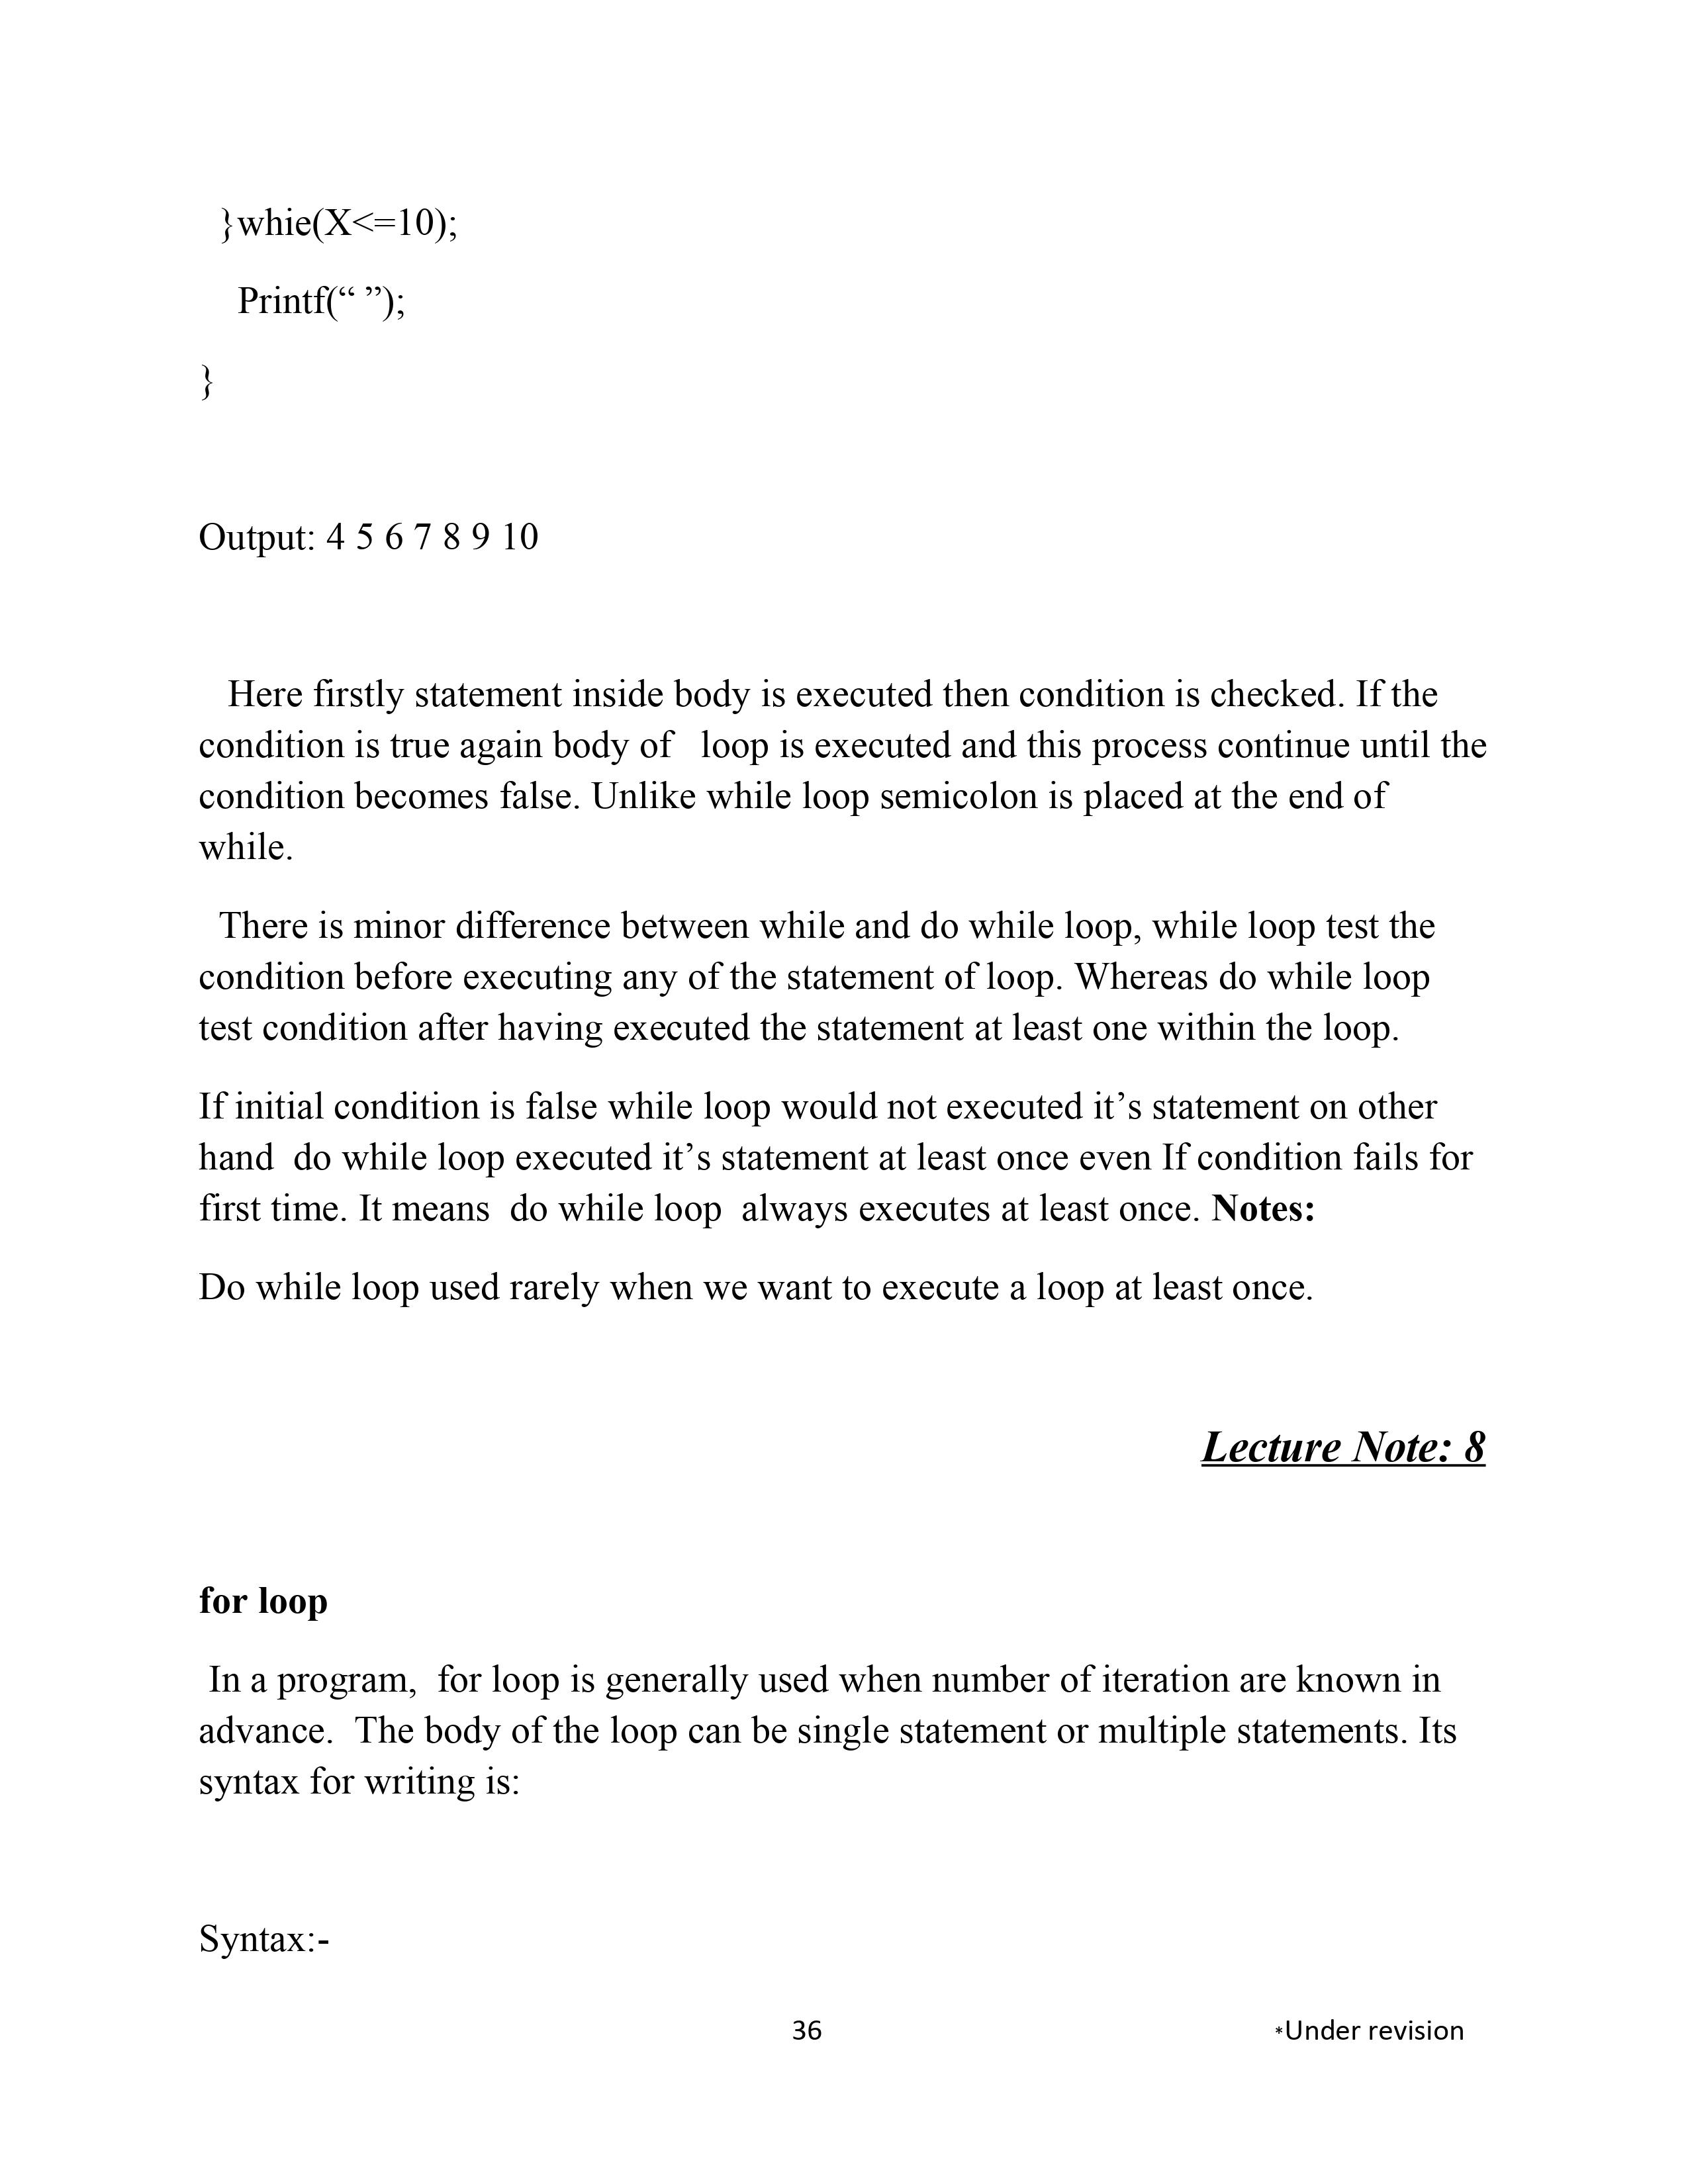 }whie(X<=10);
Printf(“ ”);
}
Output: 4 5 6 7 8 9 10
Here firstly statement inside body is executed then condition is checked. If the
condition is true again body of loop is executed and this process continue until the
condition becomes false. Unlike while loop semicolon is placed at the end of
while.
There is minor difference between while and do while loop, while loop test the
condition before executing any of the statement of loop. Whereas do while loop
test condition after having executed the statement at least one within the loop.
If initial condition is false while loop would not executed it’s statement on other
hand do while loop executed it’s statement at least once even If condition fails for
first time. It means do while loop always executes at least once. Notes:
Do while loop used rarely when we want to execute a loop at least once.
Lecture Note: 8
for loop
In a program, for loop is generally used when number of iteration are known in
advance. The body of the loop can be single statement or multiple statements. Its
syntax for writing is:
Syntax:-
36 *Under revision